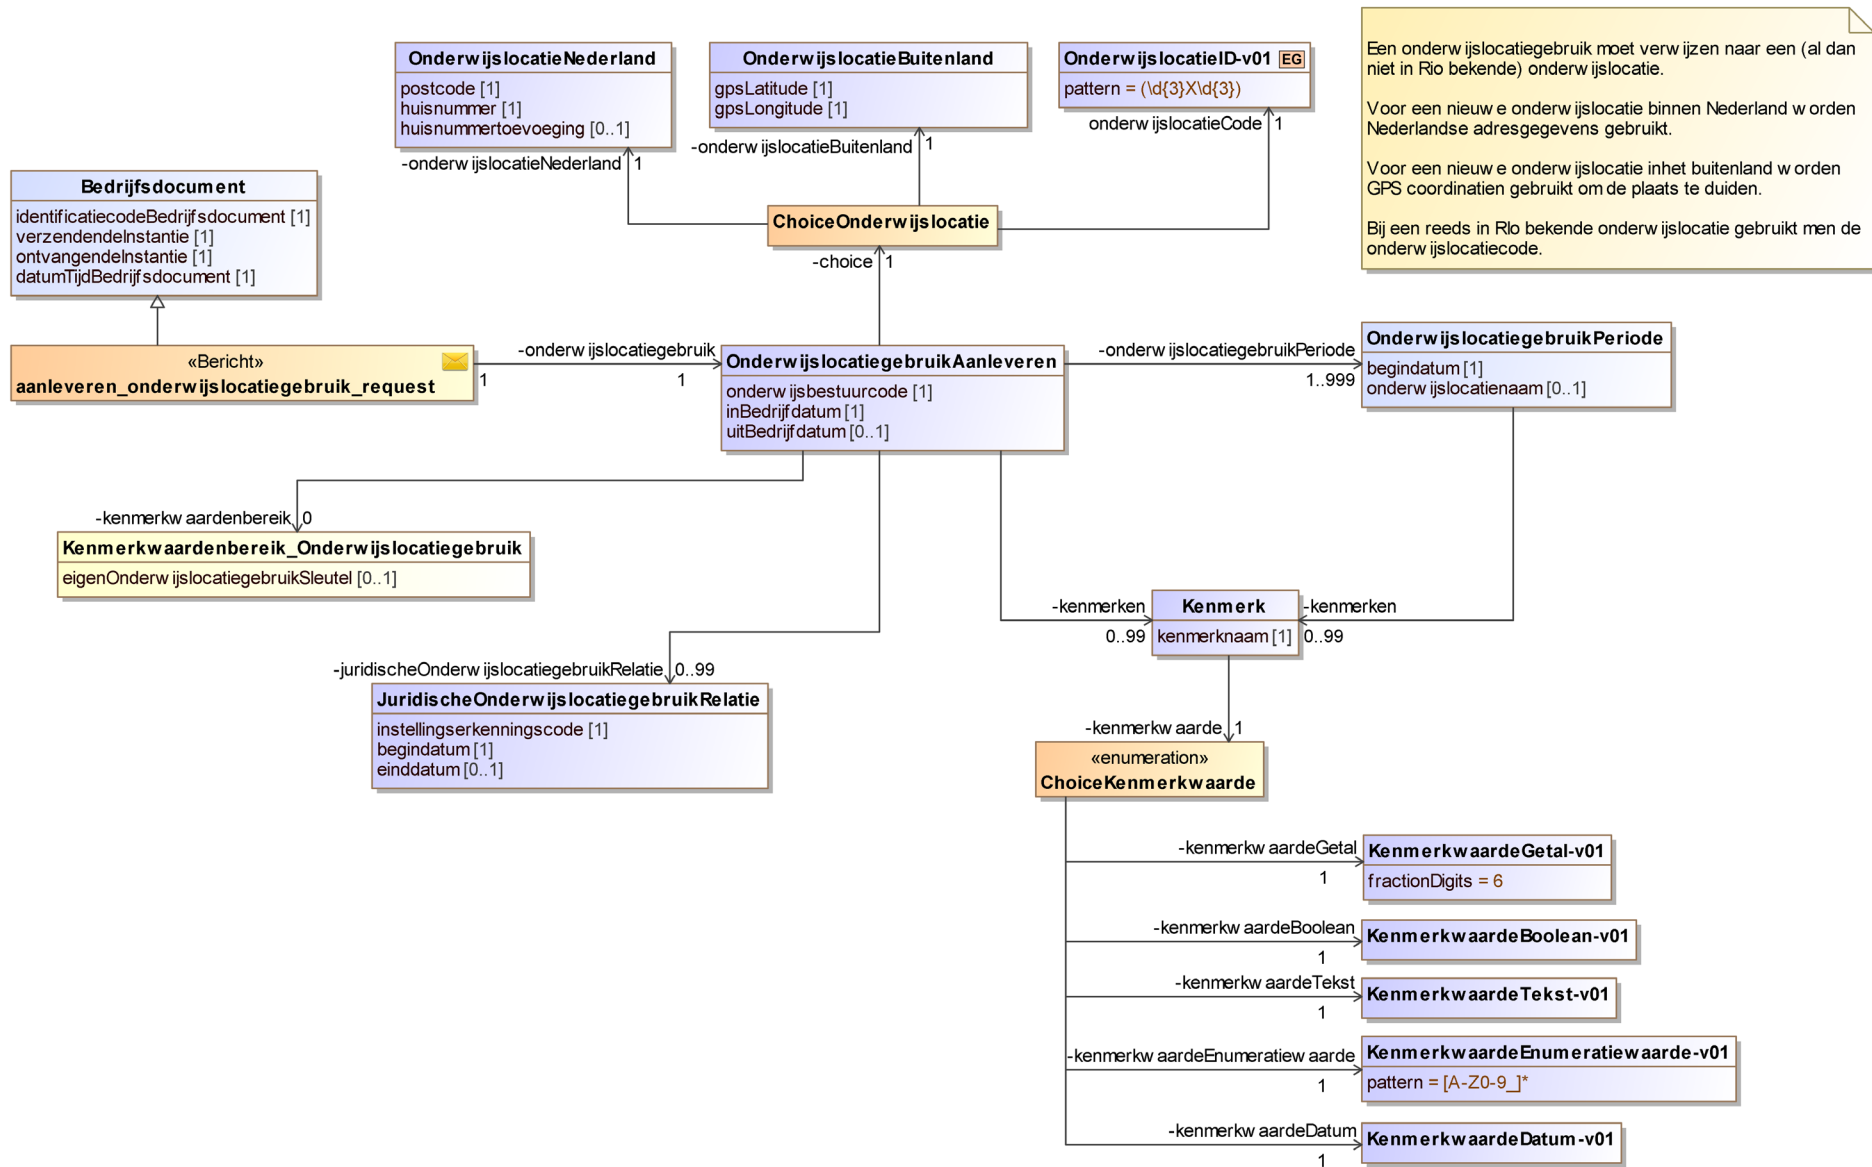 OnderwijslocatieNederland
postcode [1]
huisnummer [1]
huisnummertoevoeging [0..1]
OnderwijslocatieBuitenland
gpsLatitude [1]
gpsLongitude [1]
OnderwijslocatieID-v01 EG
pattern = (\d{3}X\d{3})
Een onderwijslocatiegebruik moet verwijzen naar een (al dan
niet in Rio bekende) onderwijslocatie.
Voor een nieuwe onderwijslocatie binnen Nederland worden
Nederlandse adresgegevens gebruikt.
Voor een nieuwe onderwijslocatie inhet buitenland worden
GPS coordinatien gebruikt om de plaats te duiden.
Bij een reeds in RIo bekende onderwijslocatie gebruikt men de
onderwijslocatiecode.
-onderwijslocatieNederland 1
-onderwijslocatieBuitenland 1
onderwijslocatieCode 1
Bedrijfsdocument
identificatiecodeBedrijfsdocument [1]
verzendendeInstantie [1]
ontvangendeInstantie [1]
datumTijdBedrijfsdocument [1]
ChoiceOnderwijslocatie
-choice 1
«Bericht»
aanleveren_onderwijslocatiegebruik_request
1
-onderwijslocatiegebruik
1
OnderwijslocatiegebruikAanleveren
onderwijsbestuurcode [1]
inBedrijfdatum [1]
uitBedrijfdatum [0..1]
-onderwijslocatiegebruikPeriode
1..999
OnderwijslocatiegebruikPeriode
begindatum [1]
onderwijslocatienaam [0..1]
-kenmerkwaardenbereik 0
Kenmerkwaardenbereik_Onderwijslocatiegebruik
eigenOnderwijslocatiegebruikSleutel [0..1]
-juridischeOnderwijslocatiegebruikRelatie 0..99
JuridischeOnderwijslocatiegebruikRelatie
instellingserkenningscode [1]
begindatum [1]
einddatum [0..1]
-kenmerken
0..99
Kenmerk
kenmerknaam [1]
-kenmerken
0..99
-kenmerkwaarde 1
«enumeration»
ChoiceKenmerkwaarde
-kenmerkwaardeGetal
1
KenmerkwaardeGetal-v01
fractionDigits = 6
-kenmerkwaardeBoolean
1
KenmerkwaardeBoolean-v01
-kenmerkwaardeTekst
1
KenmerkwaardeTekst-v01
-kenmerkwaardeEnumeratiewaarde
1
KenmerkwaardeEnumeratiewaarde-v01
pattern = [A-Z0-9_]*
-kenmerkwaardeDatum
1
KenmerkwaardeDatum-v01